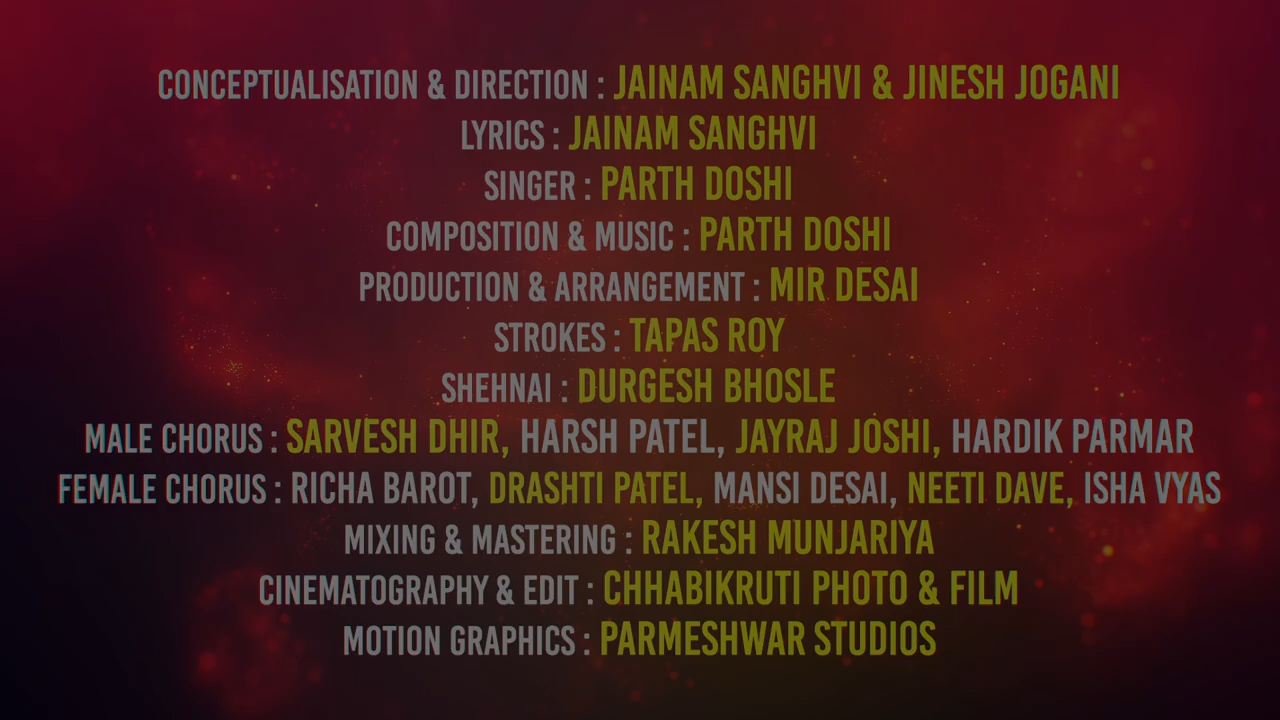 CONCEPTUALISATION & DIRECTION : JAINAM SANGHVI & JINESH JOGANI
LYRICS : JAINAM SANGHVI
SINGER : PARTH DOSHI
COMPOSITION & MUSIC : PARTH DOSHI
PRODUCTION & ARRANGEMENT : MIR DESAI
STROKES : TAPAS ROY
SHEHNAI : DURGESH BHOSLE
MALE CHORUS : SARVESH DHIR, HARSH PATEL, JAYRAJ JOSHI, HARDIK PARMAR
FEMALE CHORUS : RICHA BAROT, DRASHTI PATEL, MANSI DESAI, NEETI DAVE, ISHA VYAS
MIXING & MASTERING : RAKESH MUNJARIYA
CINEMATOGRAPHY & EDIT : CHHABIKRUTI PHOTO & FILM
MOTION GRAPHICS : PARMESHWAR STUDIOS